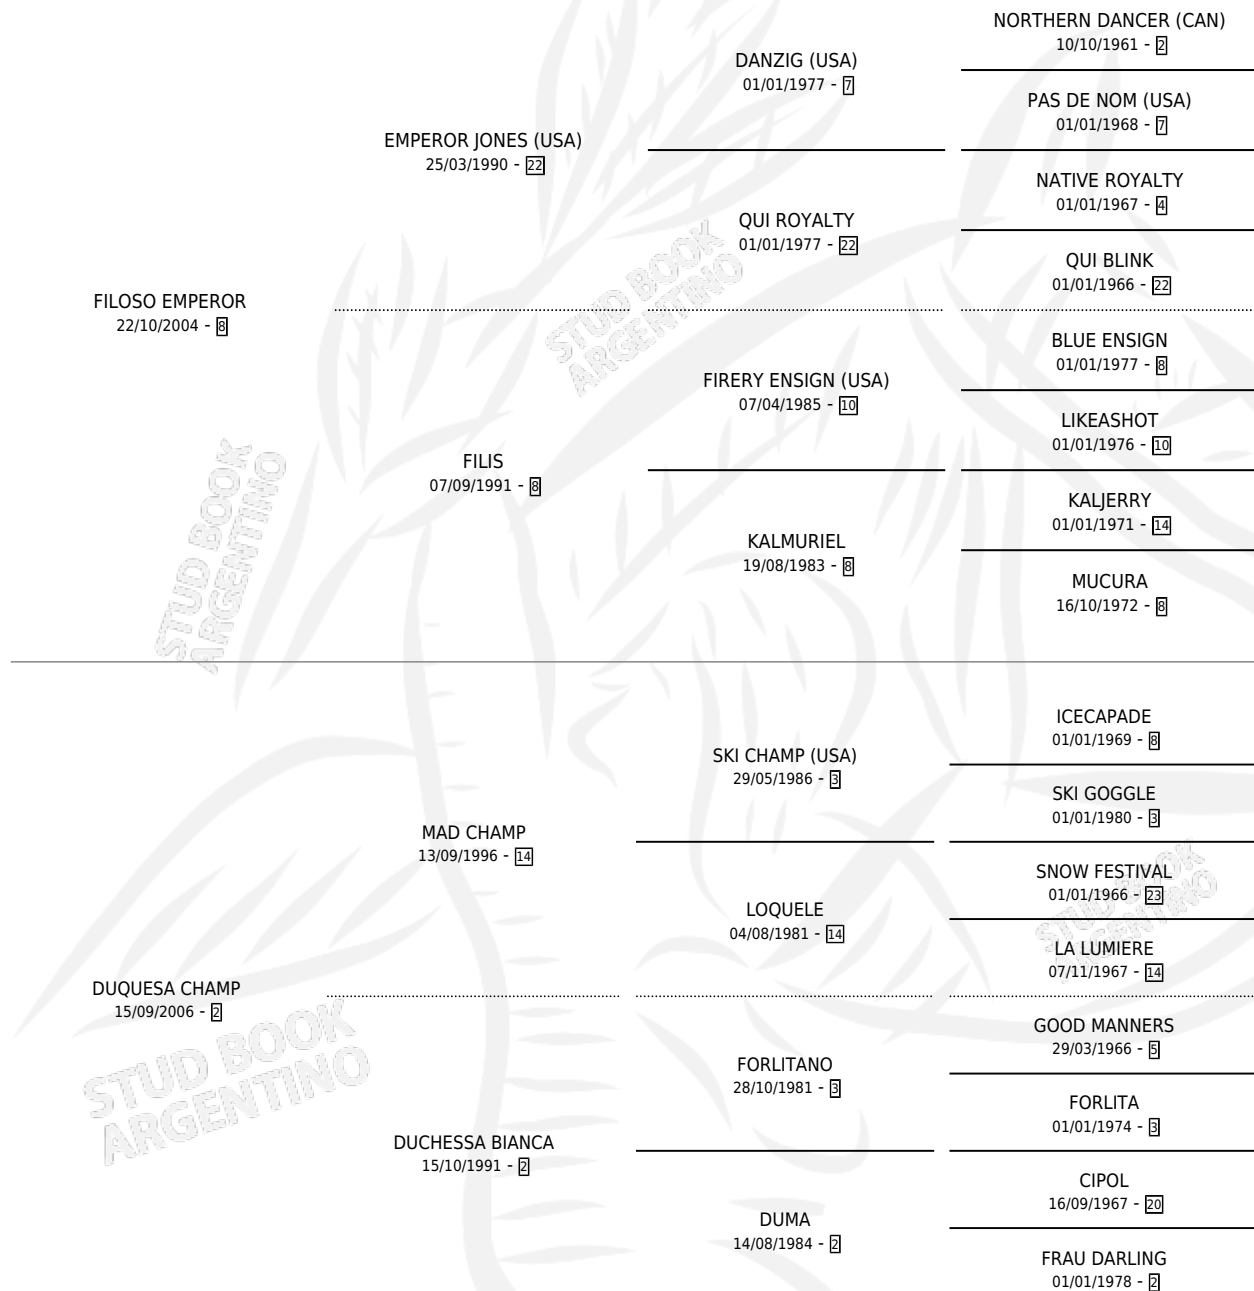 NORTHERN DANCER (CAN)
10/10/1961 - 2
DANZIG (USA)
01/01/1977 - 7
PAS DE NOM (USA)
01/01/1968 - 7
EMPEROR JONES (USA)
25/03/1990 - 22
NATIVE ROYALTY
01/01/1967 - 4
QUI ROYALTY
01/01/1977 - 22
QUI BLINK
01/01/1966 - 22
FILOSO EMPEROR
22/10/2004 - 8
STUD BOOK
ARGENTINO
BLUE ENSIGN
01/01/1977 - 8
FIRERY ENSIGN (USA)
07/04/1985 - 10
LIKEASHOT
01/01/1976 - 10
FILIS
07/09/1991 - 8
STUD BOOK
ARGENTINO
KALJERRY
01/01/1971 - 14
KALMURIEL
19/08/1983 - 8
MUCURA
16/10/1972 - 8
ICECAPADE
01/01/1969 - 8
SKI CHAMP (USA)
29/05/1986 - 3
SKI GOGGLE
01/01/1980 - 3
MAD CHAMP
13/09/1996 - 14
SNOW FESTIVAL
01/01/1966 - 23
STUD BOOK
ARGENTINO
LOQUELE
04/08/1981 - 14
LA LUMIERE
07/11/1967 - 14
DUQUESA CHAMP
15/09/2006 - 2
STUD BOOK
ARGENTINO
GOOD MANNERS
29/03/1966 - 5
FORLITANO
28/10/1981 - 3
FORLITA
01/01/1974 - 3
DUCHESSA BIANCA
15/10/1991 - 2
CIPOL
16/09/1967 - 20
DUMA
14/08/1984 - 2
FRAU DARLING
01/01/1978 - 2